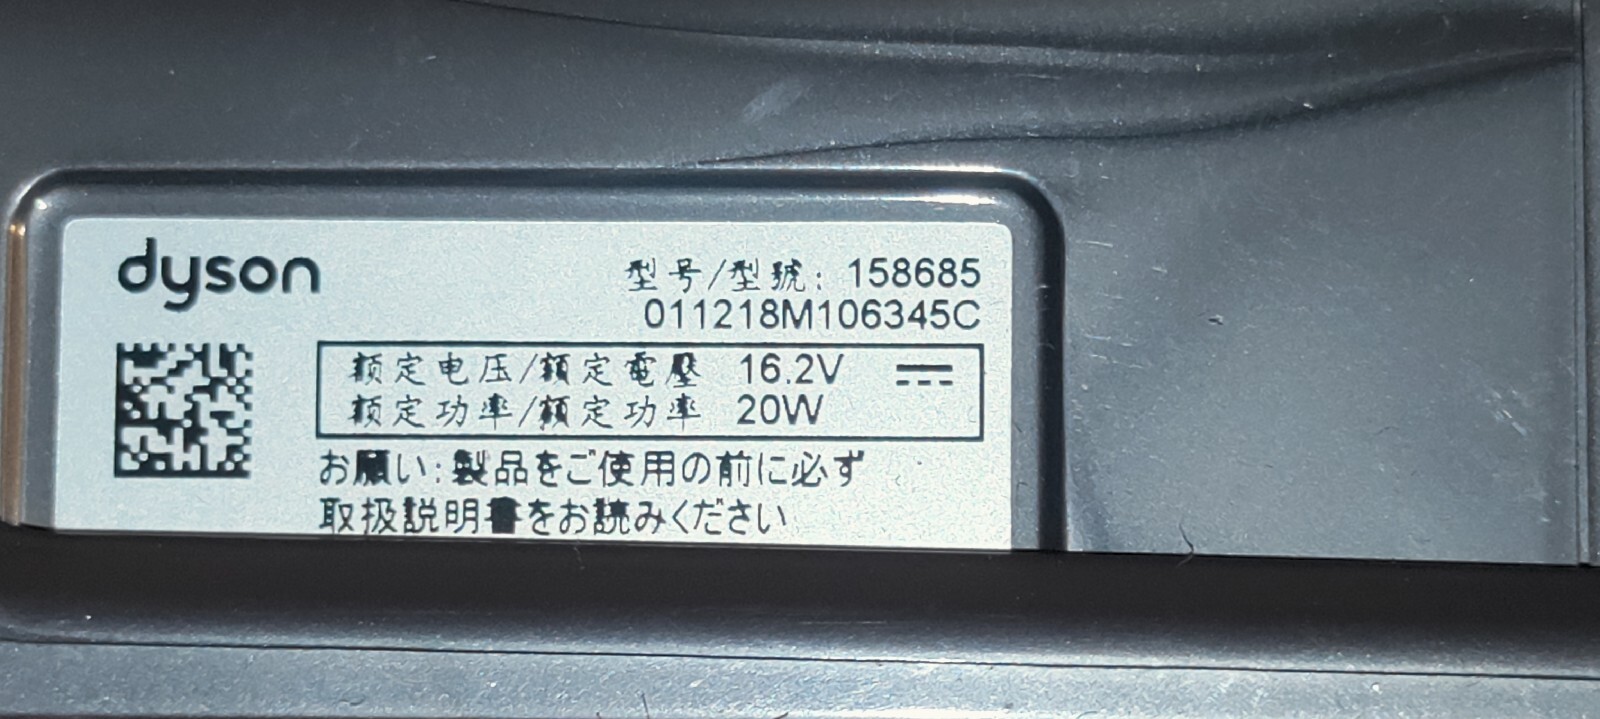 dyson
型号/型號: 158685
011218M106345C
额定电压/額定電壓 16.2V
额定功率/額定功率 20W
お願い:製品をご使用の前に必ず
取扱説明書をお読みください